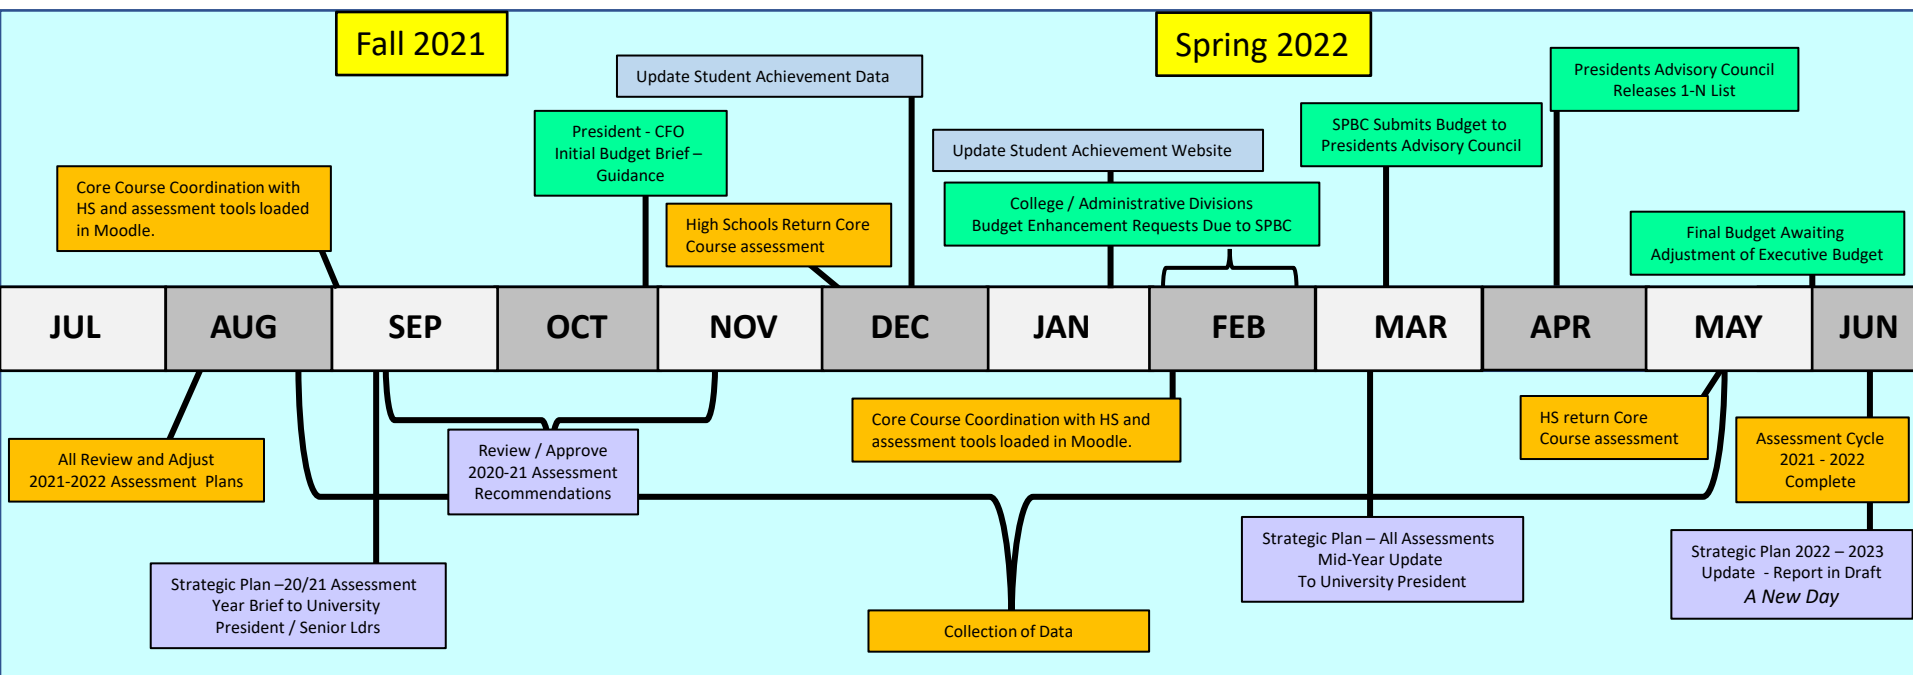 Fall 2021
Spring 2022
Update Student Achievement Data
Presidents Advisory Council
Releases 1-N List
President - CFO
Initial Budget Brief –
Guidance
SPBC Submits Budget to
Presidents Advisory Council
Update Student Achievement Website
Core Course Coordination with
HS and assessment tools loaded
in Moodle.
College / Administrative Divisions
Budget Enhancement Requests Due to SPBC
High Schools Return Core
Course assessment
Final Budget Awaiting
Adjustment of Executive Budget
JUL
AUG
SEP
OCT
NOV
DEC
JAN
FEB
MAR
APR
MAY
JUN
All Review and Adjust
2021-2022 Assessment  Plans
Review / Approve
2020-21 Assessment
Recommendations
Core Course Coordination with HS and
assessment tools loaded in Moodle.
HS return Core
Course assessment
Assessment Cycle
2021 - 2022
Complete
Strategic Plan –20/21 Assessment
Year Brief to University
President / Senior Ldrs
Strategic Plan – All Assessments
Mid-Year Update
To University President
Strategic Plan 2022 – 2023
Update  - Report in Draft
A New Day
Collection of Data